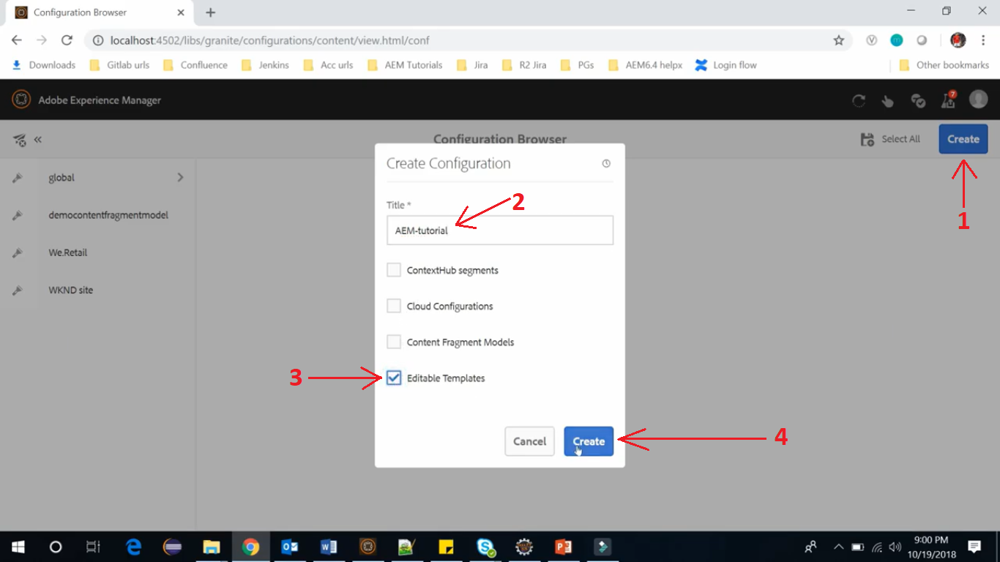 Configuration Browser
localhost:4502/libs/granite/configurations/content/view.html/conf
Downloads Gitlab urls Confluence Jenkins Acc urls AEM Tutorials Jira R2 Jira PGs AEM6.4 helpx Login flow Other bookmarks
Adobe Experience Manager 7
Configuration Browser Select All Create
1
global
democontentfragmentmodel
We.Retail
WKND site
Create Configuration
Title *
2
AEM-tutorial
ContextHub segments
Cloud Configurations
Content Fragment Models
3 Editable Templates
Cancel Create 4
9:00 PM
10/19/2018